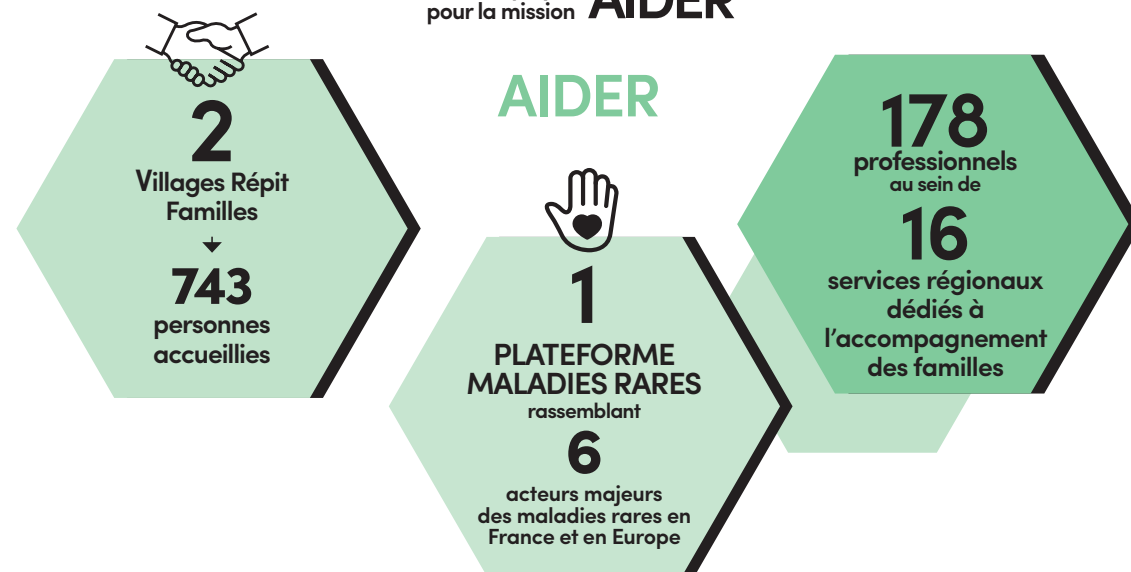 pour la mission AIDER
AIDER
2
Villages Répit
Familles
743
personnes
accueillies
1
PLATEFORME
MALADIES RARES
rassemblant
6
acteurs majeurs
des maladies rares en
France et en Europe
178
professionnels
au sein de
16
services régionaux
dédiés à
l'accompagnement
des familles